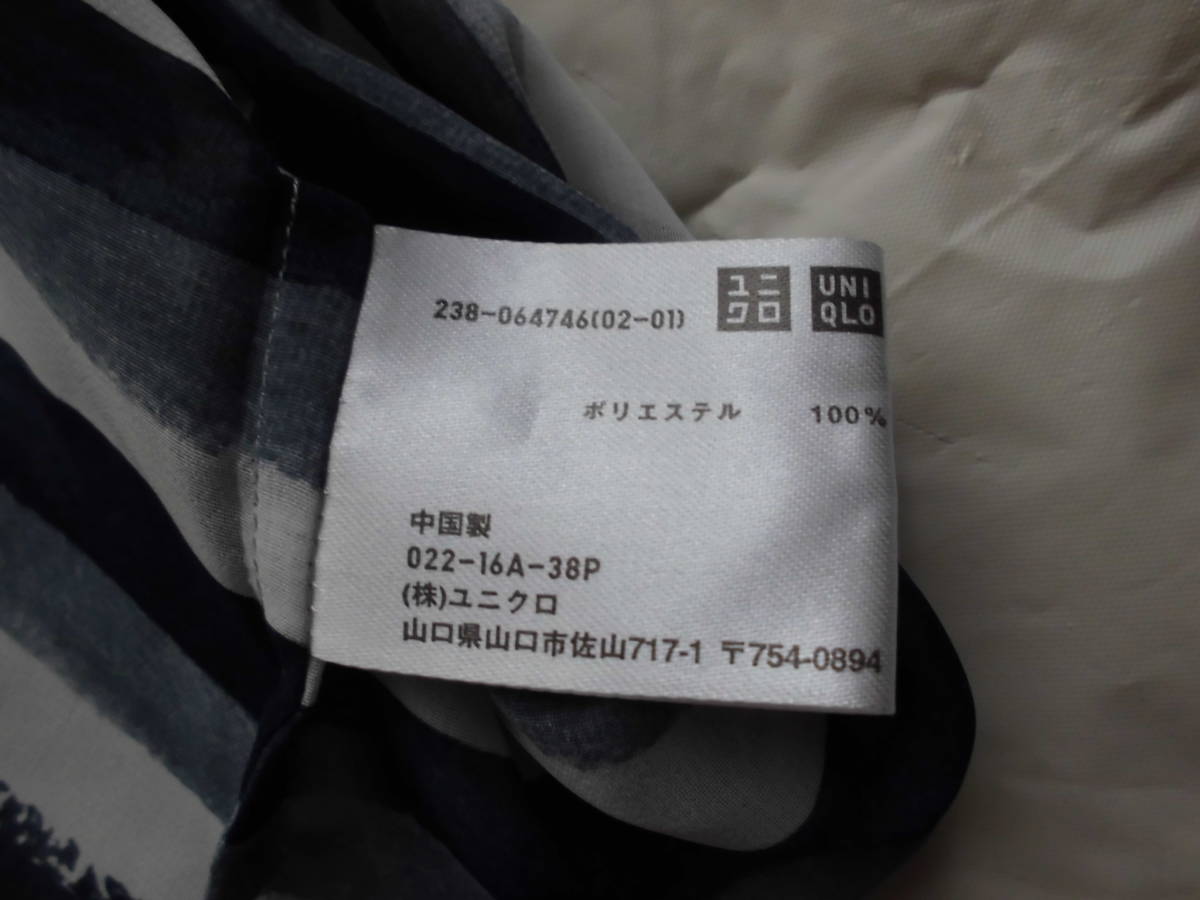 238-064746(02-01)
ユニ
クロ
UNI
QLO
ポリエステル 100%
中国製
022-16A-38P
(株)ユニクロ
山口県山口市佐山717-1 〒754-0894